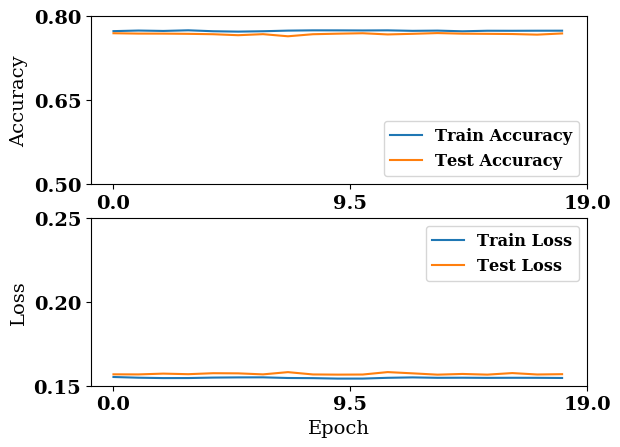 0.80
0.65
0.50
Accuracy
Train Accuracy
Test Accuracy
0.0 9.5 19.0
0.25
0.20
0.15
Loss
Train Loss
Test Loss
0.0 9.5 19.0
Epoch